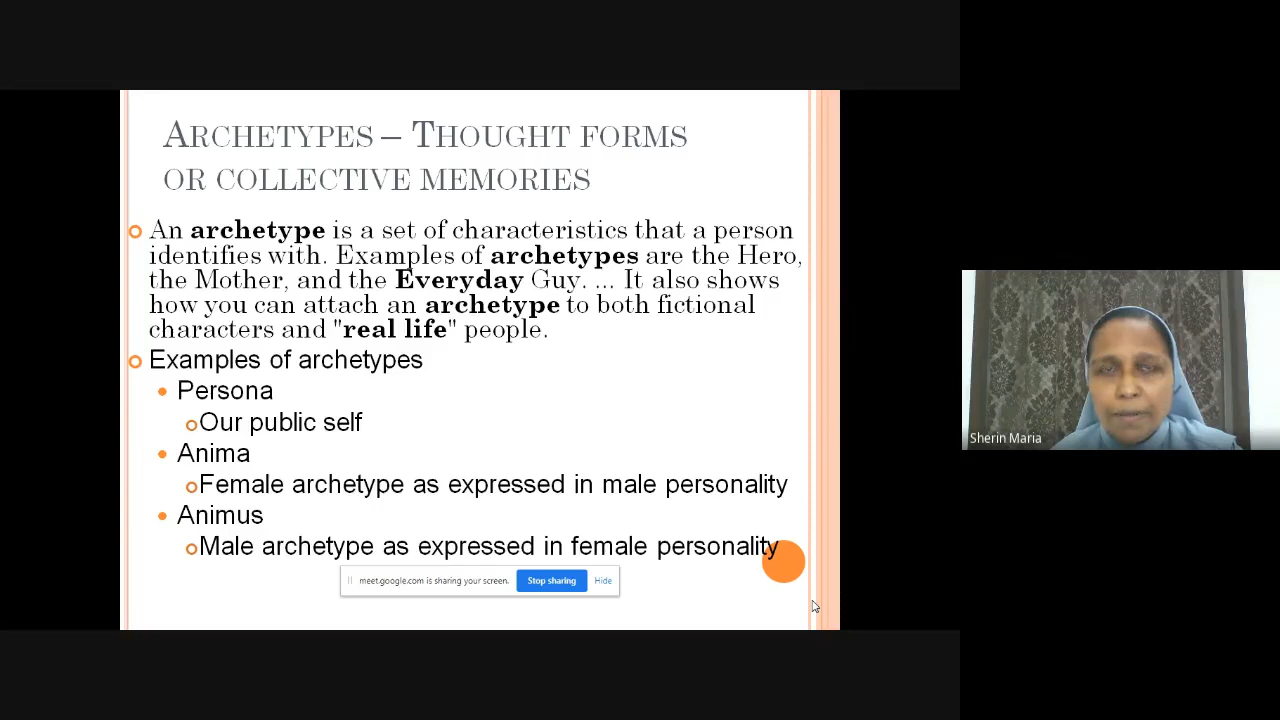 ARCHETYPES – THOUGHT FORMS
OR COLLECTIVE MEMORIES
An archetype is a set of characteristics that a person
identifies with. Examples of archetypes are the Hero,
the Mother, and the Everyday Guy. ... It also shows
how you can attach an archetype to both fictional
characters and "real life" people.
Examples of archetypes
Persona
Our public self
Anima
Female archetype as expressed in male personality
Animus
Male archetype as expressed in female personality
meet.google.com is sharing your screen. Stop sharing Hide
Sherin Maria